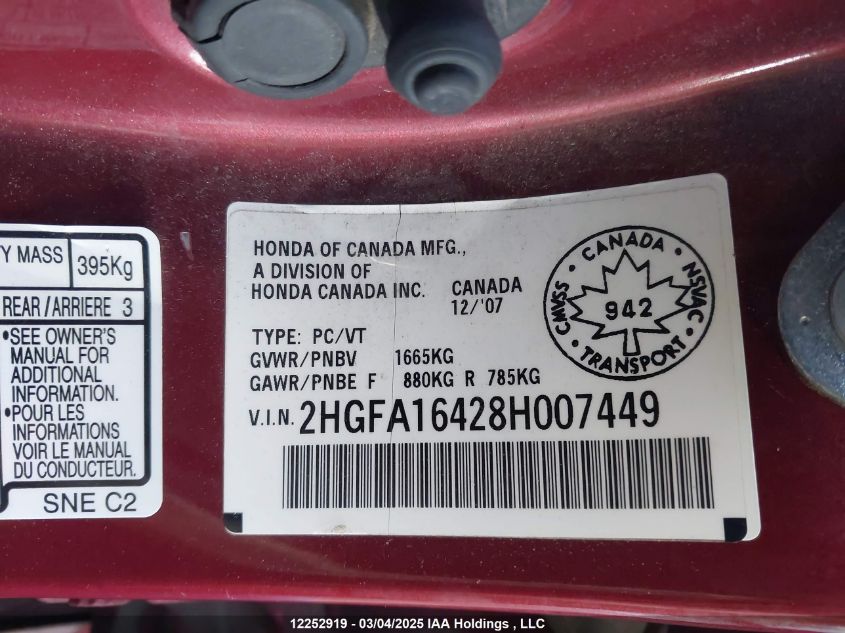 Y MASS 395Kg
REAR/ARRIERE 3
•SEE OWNER'S
MANUAL FOR
ADDITIONAL
INFORMATION.
•POUR LES
INFORMATIONS
VOIR LE MANUAL
DU CONDUCTEUR.
SNE C2
HONDA OF CANADA MFG.,
A DIVISION OF
HONDA CANADA INC. CANADA
12/'07
TYPE: PC/VT
GVWR/PNBV 1665KG
GAWR/PNBE F 880KG R 785KG
V.I.N. 2HGFA16428H007449
• CANADA •
CMVSS
942
NSVAC
• TRANSPORT •
12252919 - 03/04/2025 IAA Holdings , LLC